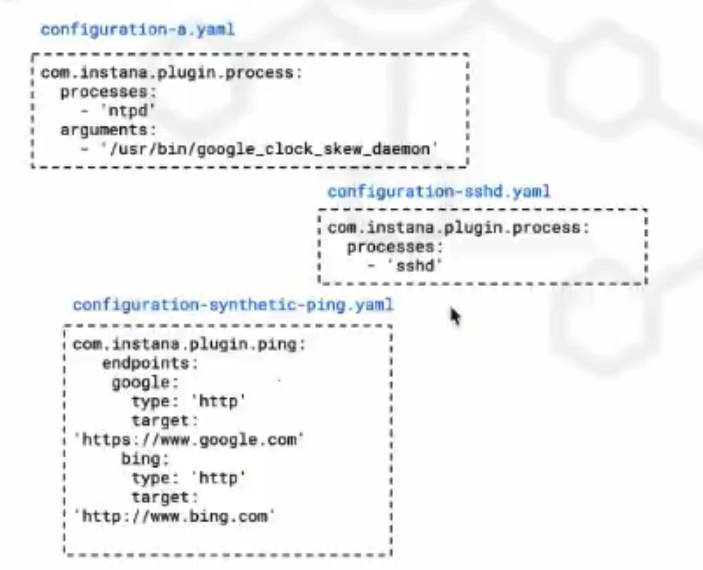 configuration-a.yaml
com.instana.plugin.process:
processes:
- 'ntpd'
arguments:
- '/usr/bin/google_clock_skew_daemon'
configuration-sshd.yaml
com.instana.plugin.process:
processes:
- 'sshd'
configuration-synthetic-ping.yaml
com.instana.plugin.ping:
endpoints:
google:
type: 'http'
target:
'https://www.google.com'
bing:
type: 'http'
target:
'http://www.bing.com'